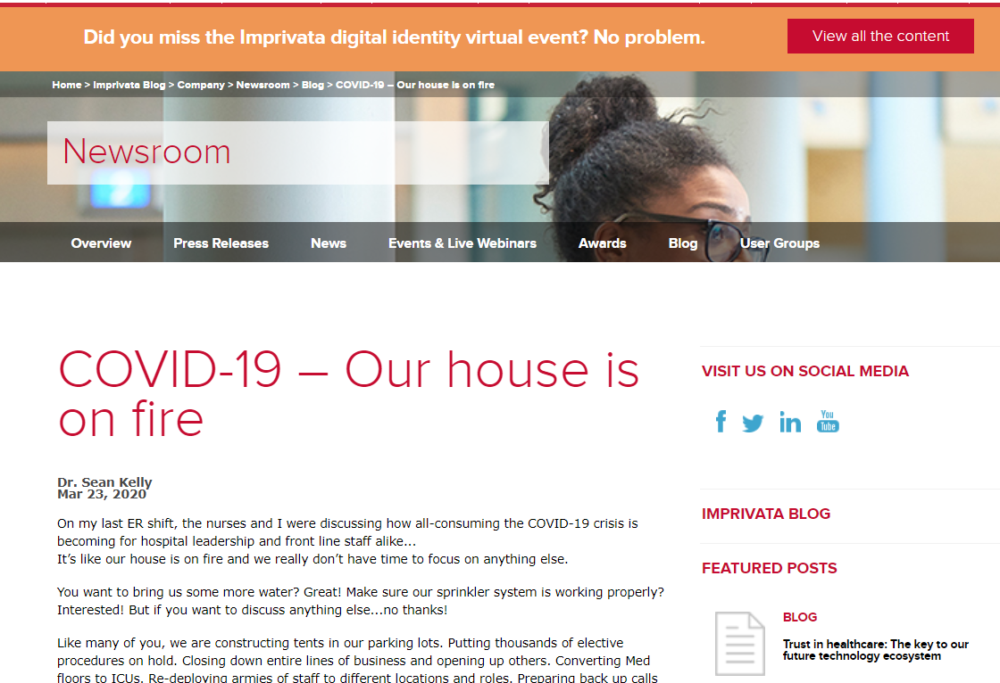 Did you miss the Imprivata digital identity virtual event? No problem.
View all the content
Home > Imprivata Blog > Company > Newsroom > Blog > COVID-19 – Our house is on fire
Newsroom
Overview Press Releases News Events & Live Webinars Awards Blog User Groups
COVID-19 – Our house is
on fire
Dr. Sean Kelly
Mar 23, 2020
On my last ER shift, the nurses and I were discussing how all-consuming the COVID-19 crisis is
becoming for hospital leadership and front line staff alike...
It’s like our house is on fire and we really don’t have time to focus on anything else.
You want to bring us some more water? Great! Make sure our sprinkler system is working properly?
Interested! But if you want to discuss anything else...no thanks!
Like many of you, we are constructing tents in our parking lots. Putting thousands of elective
procedures on hold. Closing down entire lines of business and opening up others. Converting Med
floors to ICUs. Re-deploying armies of staff to different locations and roles. Preparing back up calls
VISIT US ON SOCIAL MEDIA
f
in
You
Tube
IMPRIVATA BLOG
FEATURED POSTS
BLOG
Trust in healthcare: The key to our
future technology ecosystem